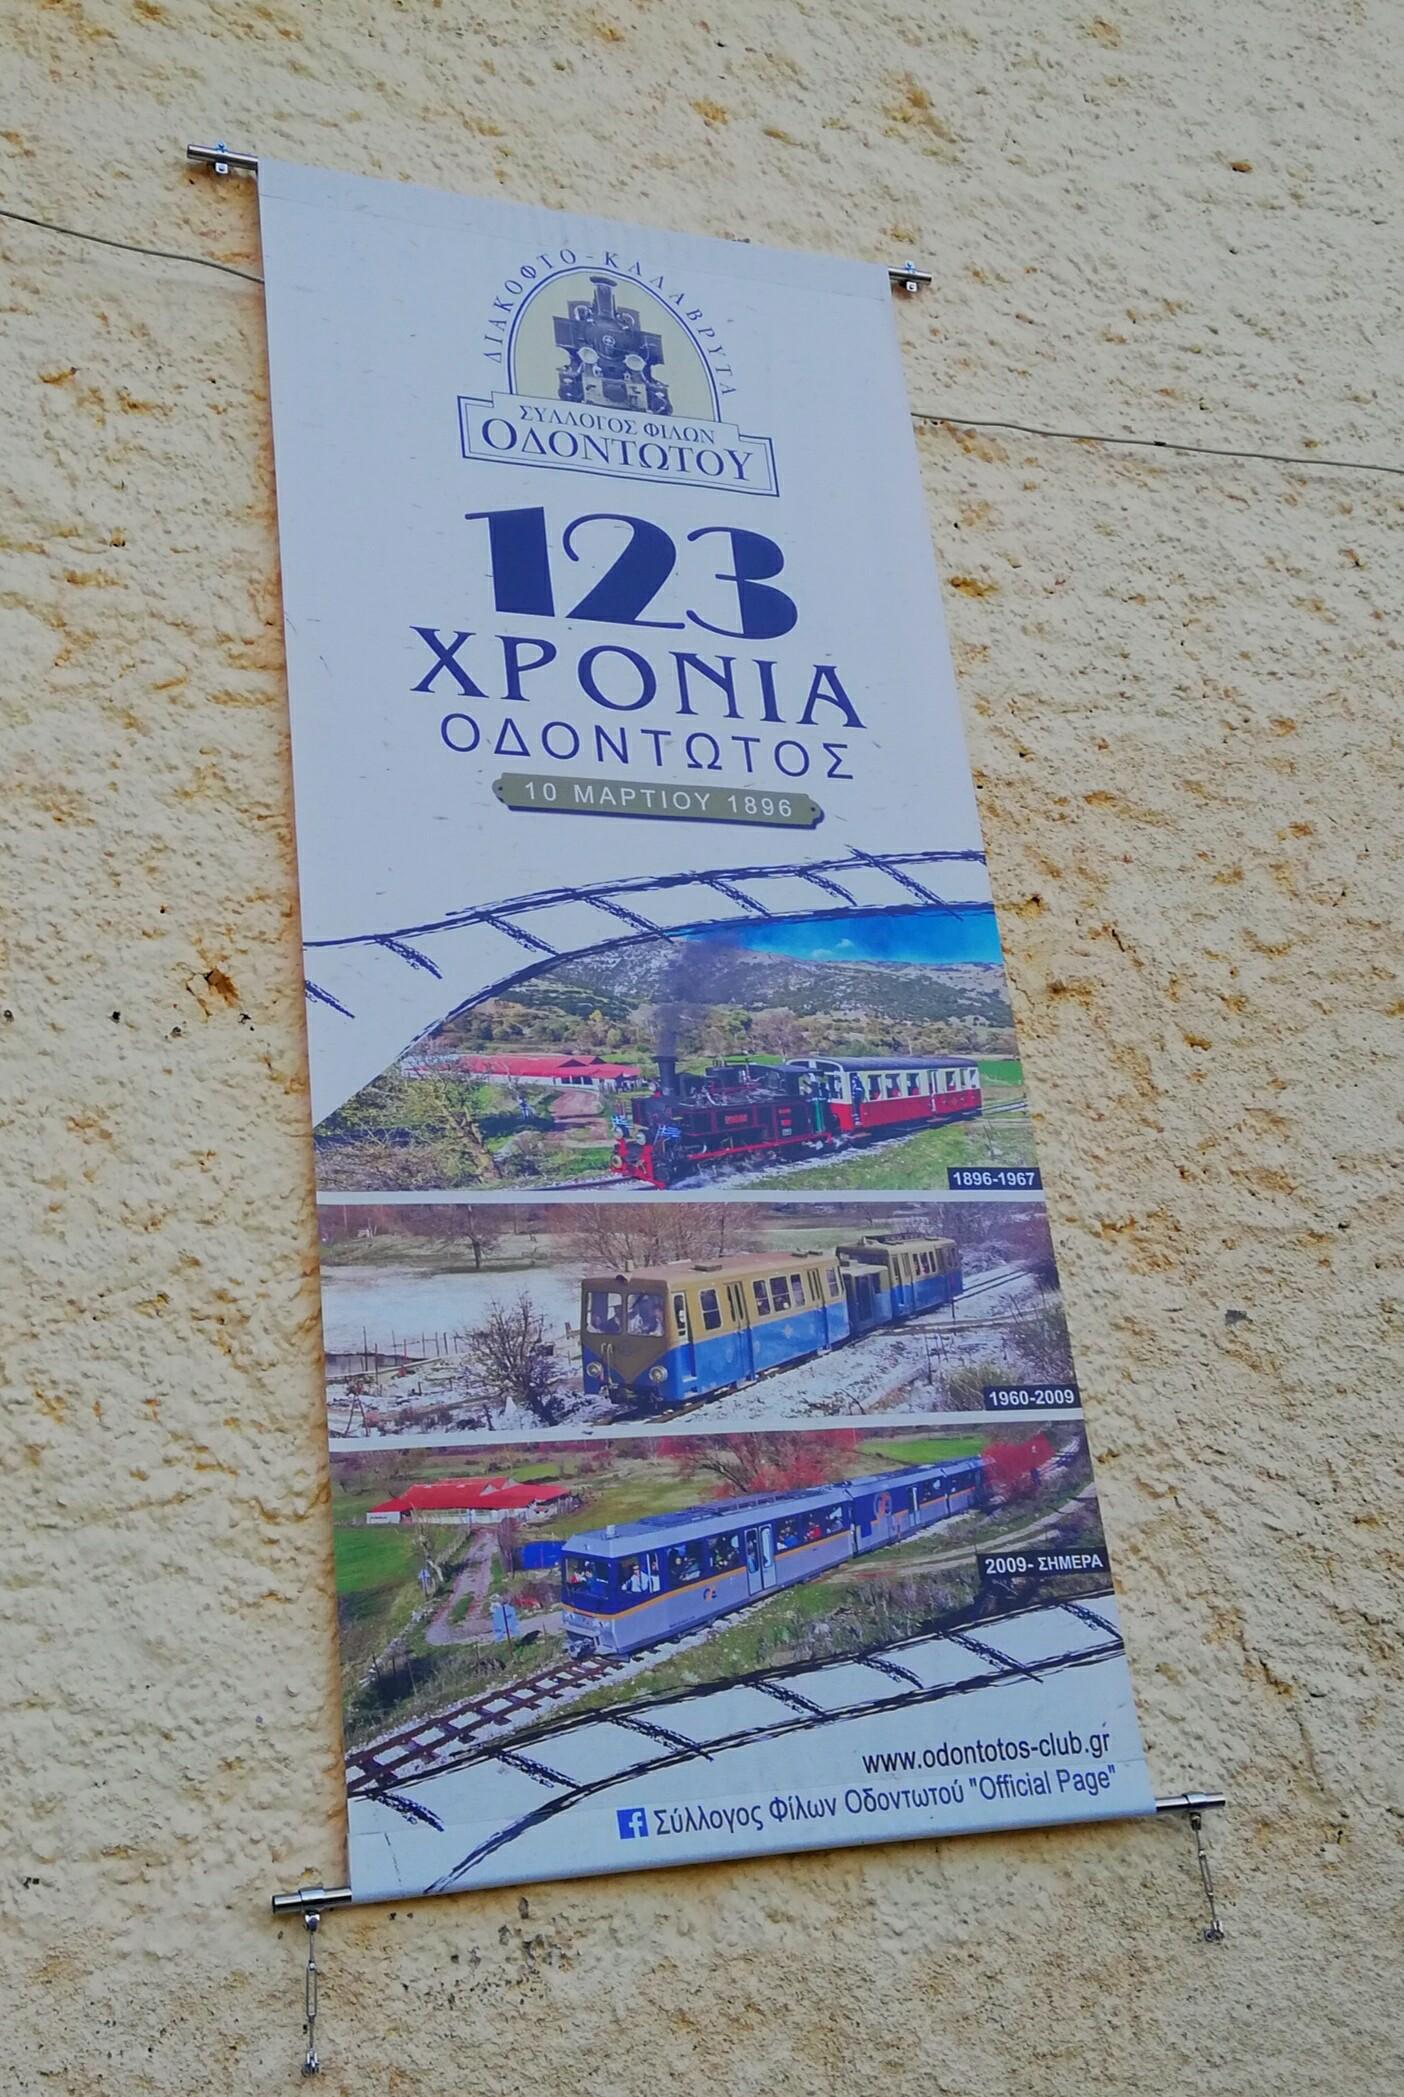 ΔΙΑΚΟΦΤΟ-ΚΑΛΑΒΡΥΤΑ
ΣΥΛΛΟΓΟΣ ΦΙΛΩΝ
ΟΔΟΝΤΩΤΟΥ
123
ΧΡΟΝΙΑ
ΟΔΟΝΤΩΤΟΣ
10 ΜΑΡΤΙΟΥ 1896
1896-1967
1960-2009
2009- ΣΗΜΕΡΑ
www.odontotos-club.gr
f Σύλλογος Φίλων Οδοντωτού "Official Page"